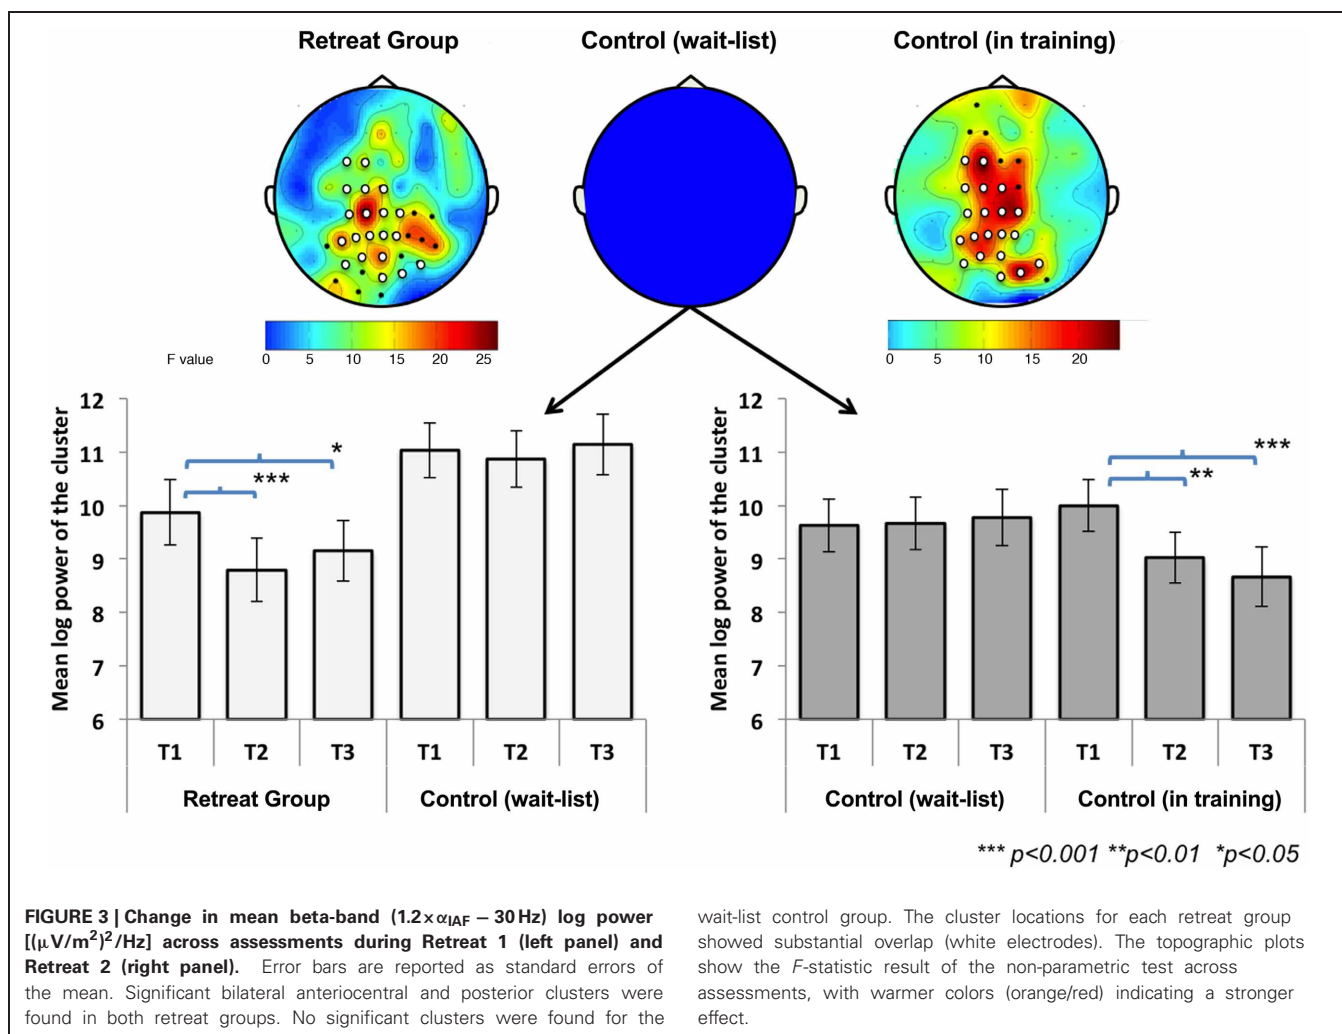 Retreat Group Control (wait-list) Control (in training)
F value 0 5 10 15 20 25 0 5 10 15 20
Mean log power of the cluster
12
11
10
9
8
7
6
* ***
T1 T2 T3 T1 T2 T3
Retreat Group Control (wait-list)
Mean log power of the cluster
12
11
10
9
8
7
6
*** **
T1 T2 T3 T1 T2 T3
Control (wait-list) Control (in training)
*** p<0.001 **p<0.01 *p<0.05
FIGURE 3 | Change in mean beta-band (1.2×αIAF − 30 Hz) log power
[(μV/m²)²/Hz] across assessments during Retreat 1 (left panel) and
Retreat 2 (right panel). Error bars are reported as standard errors of
the mean. Significant bilateral anteriocentral and posterior clusters were
found in both retreat groups. No significant clusters were found for the
wait-list control group. The cluster locations for each retreat group
showed substantial overlap (white electrodes). The topographic plots
show the F-statistic result of the non-parametric test across
assessments, with warmer colors (orange/red) indicating a stronger
effect.